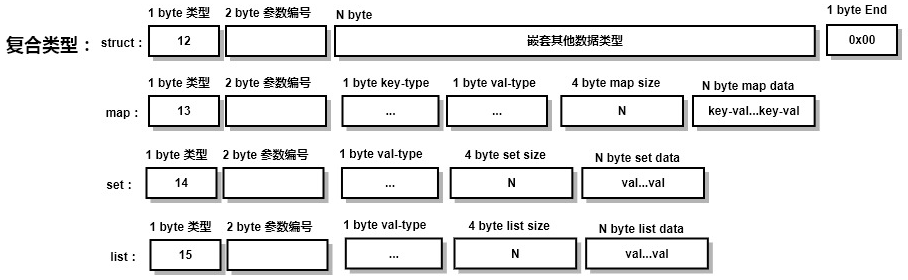 1 byte 类型 2 byte 参数编号 N byte 1 byte End
复合类型： struct： 12 嵌套其他数据类型 0x00
1 byte 类型 2 byte 参数编号 1 byte key-type 1 byte val-type 4 byte map size N byte map data
map： 13 ... ... N key-val...key-val
1 byte 类型 2 byte 参数编号 1 byte val-type 4 byte set size N byte set data
set： 14 ... N val...val
1 byte 类型 2 byte 参数编号 1 byte val-type 4 byte list size N byte list data
list： 15 ... N val...val